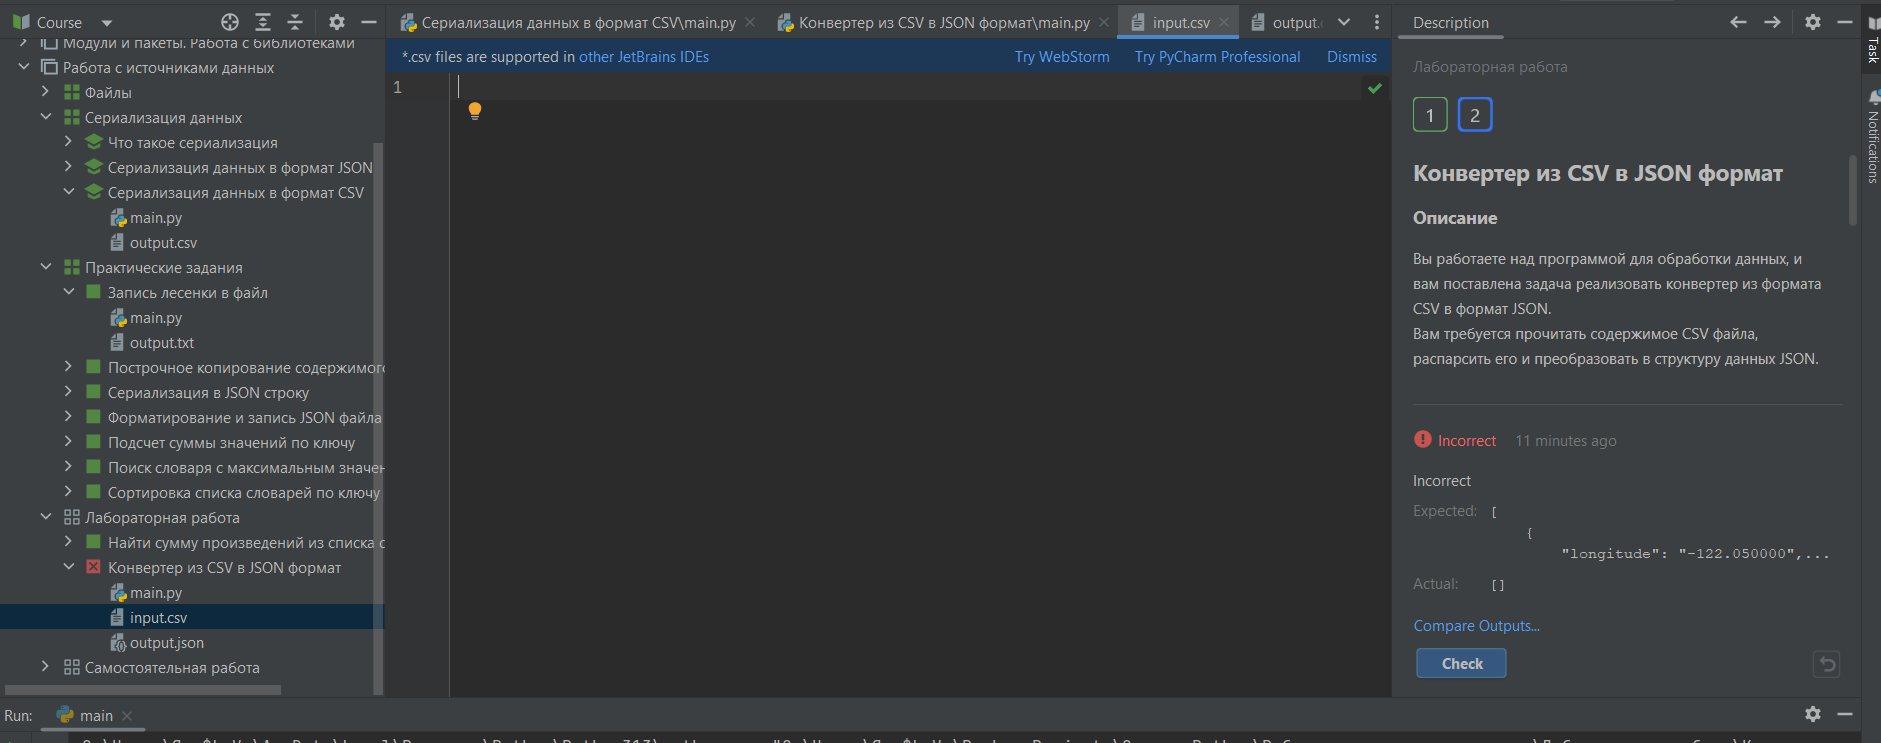 Course
Модули и пакеты. Работа с библиотеками
Работа с источниками данных
Файлы
Сериализация данных
Что такое сериализация
Сериализация данных в формат JSON
Сериализация данных в формат CSV
main.py
output.csv
Практические задания
Запись лесенки в файл
main.py
output.txt
Построчное копирование содержимого
Сериализация в JSON строку
Форматирование и запись JSON файла
Подсчет суммы значений по ключу
Поиск словаря с максимальным значен
Сортировка списка словарей по ключу
Лабораторная работа
Найти сумму произведений из списка с
Конвертер из CSV в JSON формат
main.py
input.csv
output.json
Самостоятельная работа
Сериализация данных в формат CSV\main.py
Конвертер из CSV в JSON формат\main.py
input.csv
output.
*.csv files are supported in other JetBrains IDEs
Try WebStorm
Try PyCharm Professional
Dismiss
1
Description
Лабораторная работа
1 2
Конвертер из CSV в JSON формат
Описание
Вы работаете над программой для обработки данных, и
вам поставлена задача реализовать конвертер из формата
CSV в формат JSON.
Вам требуется прочитать содержимое CSV файла,
распарсить его и преобразовать в структуру данных JSON.
Incorrect 11 minutes ago
Incorrect
Expected: [
{
"longitude": "-122.050000",...
Actual: []
Compare Outputs...
Check
Task
Notifications
Run: main